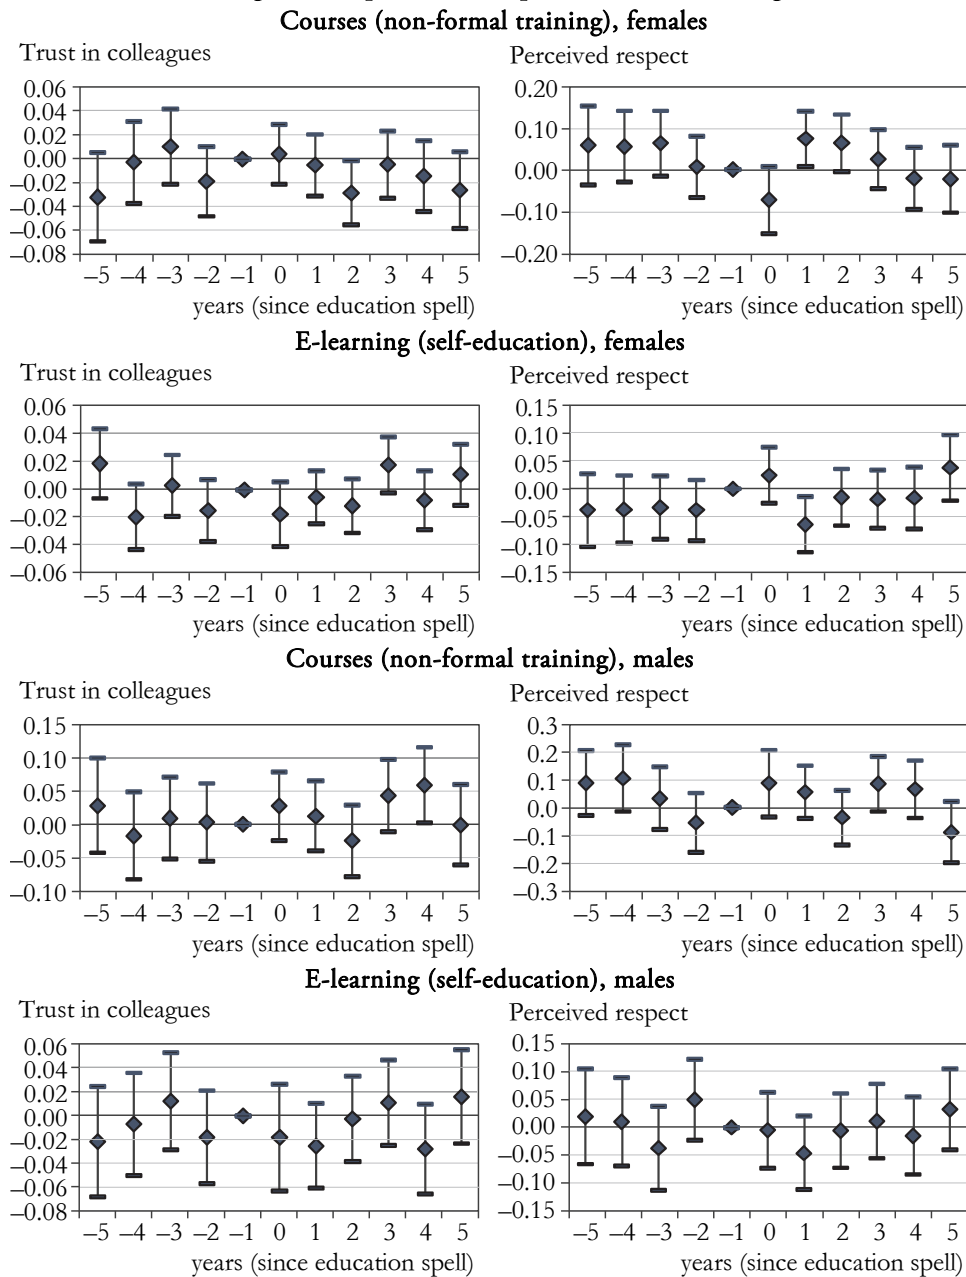 Courses (non-formal training), females
Trust in colleagues
0.06
0.04
0.02
0.00
–0.02
–0.04
–0.06
–0.08
–5 –4 –3 –2 –1 0 1 2 3 4 5
years (since education spell)
Perceived respect
0.20
0.10
0.00
–0.10
–0.20
–5 –4 –3 –2 –1 0 1 2 3 4 5
years (since education spell)
E-learning (self-education), females
Trust in colleagues
0.06
0.04
0.02
0.00
–0.02
–0.04
–0.06
–5 –4 –3 –2 –1 0 1 2 3 4 5
years (since education spell)
Perceived respect
0.15
0.10
0.05
0.00
–0.05
–0.10
–0.15
–5 –4 –3 –2 –1 0 1 2 3 4 5
years (since education spell)
Courses (non-formal training), males
Trust in colleagues
0.15
0.10
0.05
0.00
–0.05
–0.10
–5 –4 –3 –2 –1 0 1 2 3 4 5
years (since education spell)
Perceived respect
0.3
0.2
0.1
0.0
–0.1
–0.2
–0.3
–5 –4 –3 –2 –1 0 1 2 3 4 5
years (since education spell)
E-learning (self-education), males
Trust in colleagues
0.06
0.04
0.02
0.00
–0.02
–0.04
–0.06
–0.08
–5 –4 –3 –2 –1 0 1 2 3 4 5
years (since education spell)
Perceived respect
0.15
0.10
0.05
0.00
–0.05
–0.10
–0.15
–5 –4 –3 –2 –1 0 1 2 3 4 5
years (since education spell)